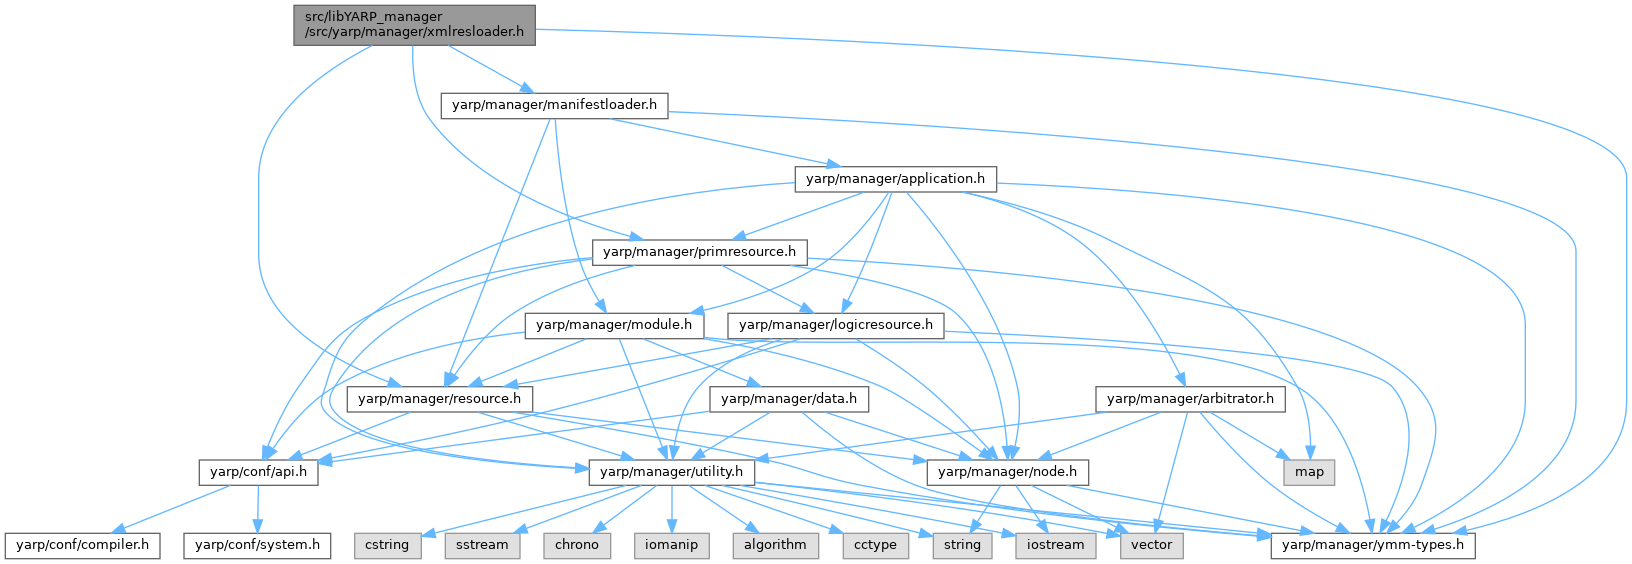 src/libYARP_manager
/src/yarp/manager/xmlresloader.h
yarp/manager/manifestloader.h
yarp/manager/application.h
yarp/manager/primresource.h
yarp/manager/module.h
yarp/manager/logicresource.h
yarp/manager/resource.h
yarp/manager/data.h
yarp/manager/arbitrator.h
yarp/conf/api.h
yarp/manager/utility.h
yarp/manager/node.h
map
yarp/conf/compiler.h
yarp/conf/system.h
cstring
sstream
chrono
iomanip
algorithm
cctype
string
iostream
vector
yarp/manager/ymm-types.h